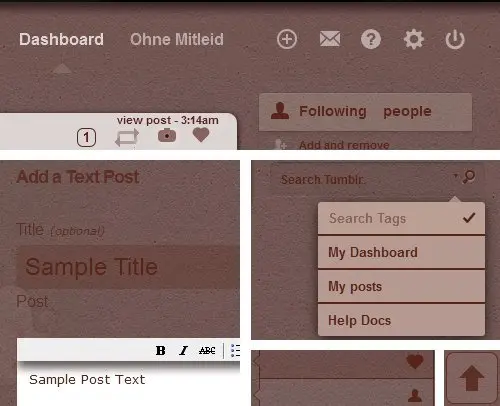 Dashboard Ohne Mitleid
Following people
view post - 3:14am
1
Add and remove
Add a Text Post
Search Tumblr.
Search Tags
My Dashboard
My posts
Help Docs
Title (optional)
Sample Title
Post
B I ABC
Sample Post Text